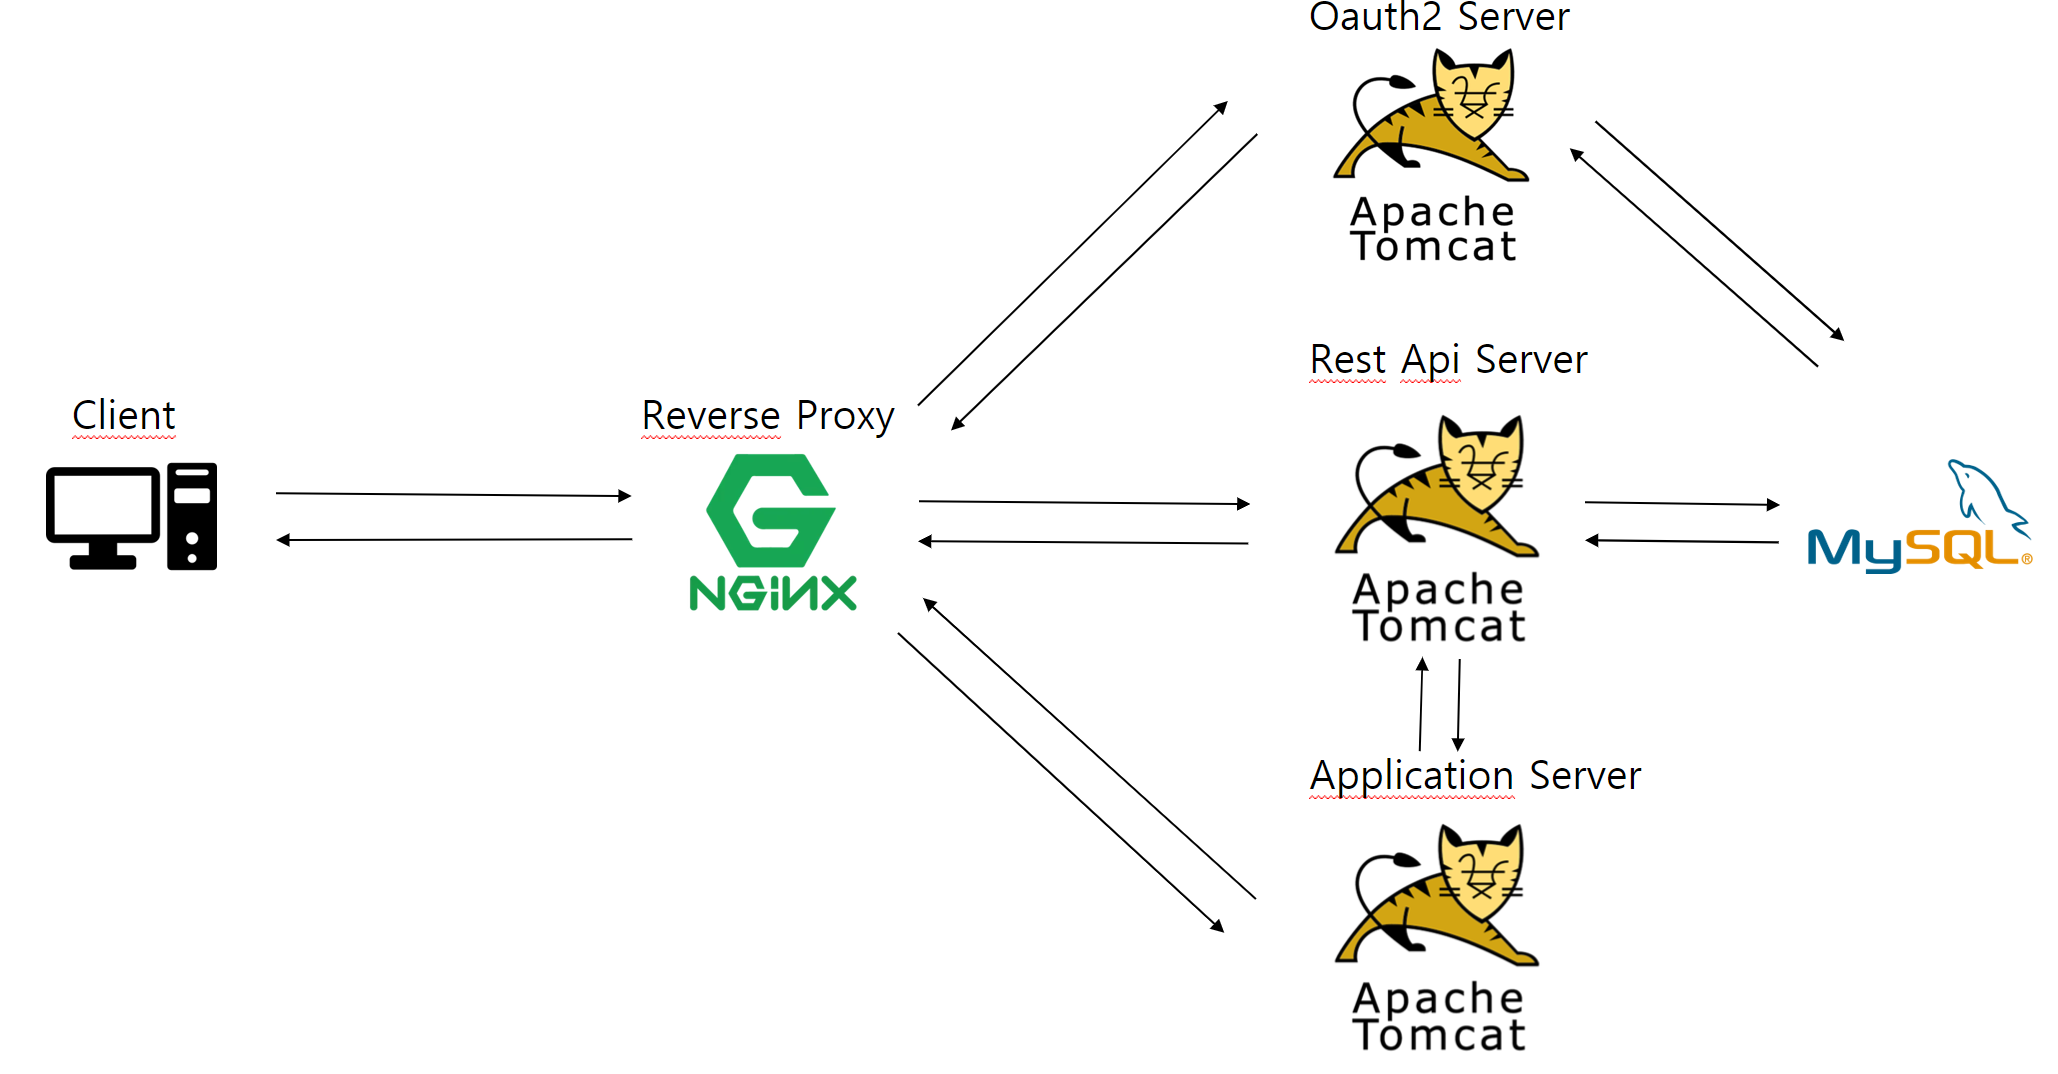 Oauth2 Server
Apache
Tomcat
Rest Api Server
Client
Reverse Proxy
NGiNX
Apache
Tomcat
MySQL®
Application Server
Apache
Tomcat